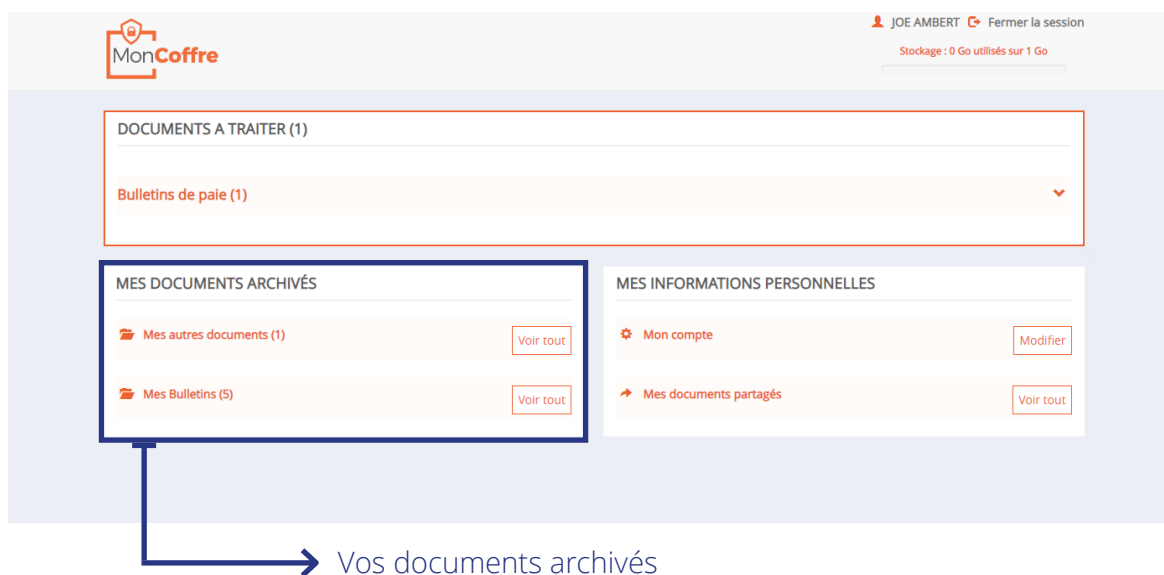 MonCoffre
JOE AMBERT Fermer la session
Stockage : 0 Go utilisés sur 1 Go
DOCUMENTS A TRAITER (1)
Bulletins de paie (1)
MES DOCUMENTS ARCHIVÉS
Mes autres documents (1) Voir tout
Mes Bulletins (5) Voir tout
MES INFORMATIONS PERSONNELLES
Mon compte Modifier
Mes documents partagés Voir tout
Vos documents archivés